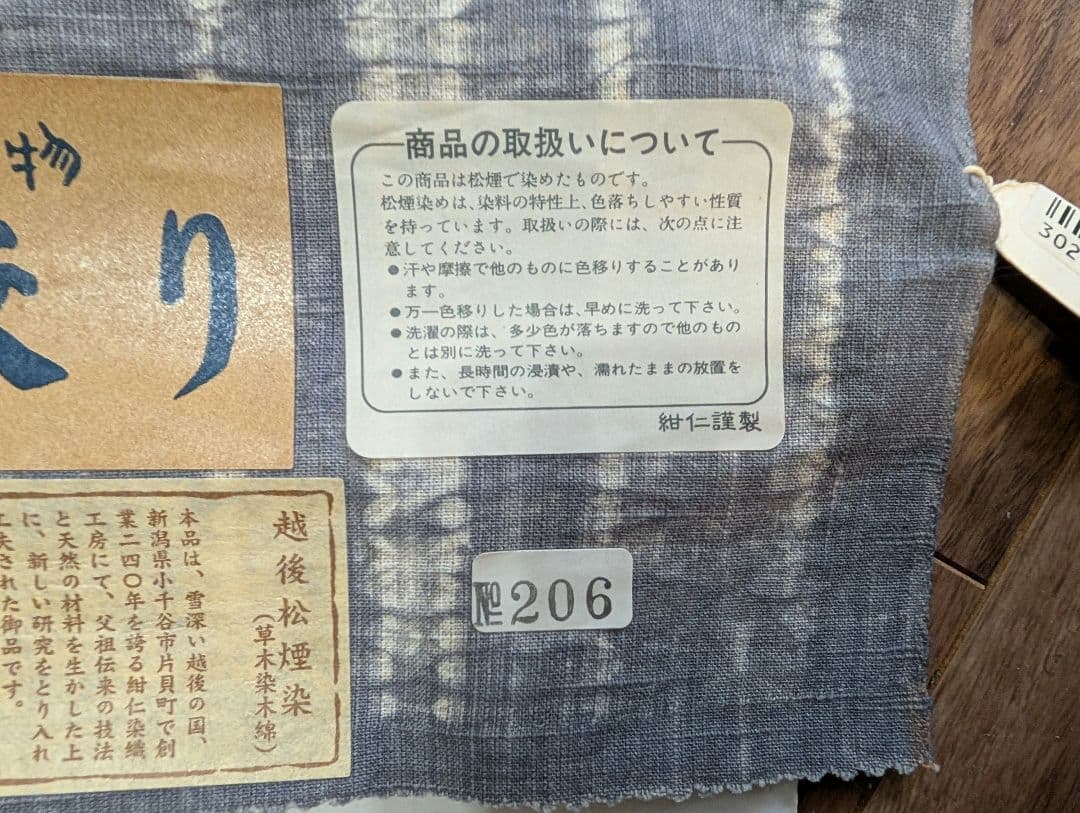 物
り
商品の取扱いについて
この商品は松煙で染めたものです。
松煙染めは、染料の特性上、色落ちしやすい性質
を持っています。取扱いの際には、次の点に注
意してください。
●汗や摩擦で他のものに色移りすることがあり
ます。
●万一色移りした場合は、早めに洗って下さい。
●洗濯の際は、多少色が落ちますので他のもの
とは別に洗って下さい。
●また、長時間の浸漬や、濡れたままの放置を
しないで下さい。
紺仁謹製
302
越後松煙染
(草木染木綿)
本品は、雪深い越後の国、
新潟県小千谷市片貝町で創
業二四〇年を誇る紺仁染織
工房にて、父祖伝来の技法
と天然の材料を生かした上
に、新しい研究をとり入れ
工夫された御品です。
№206